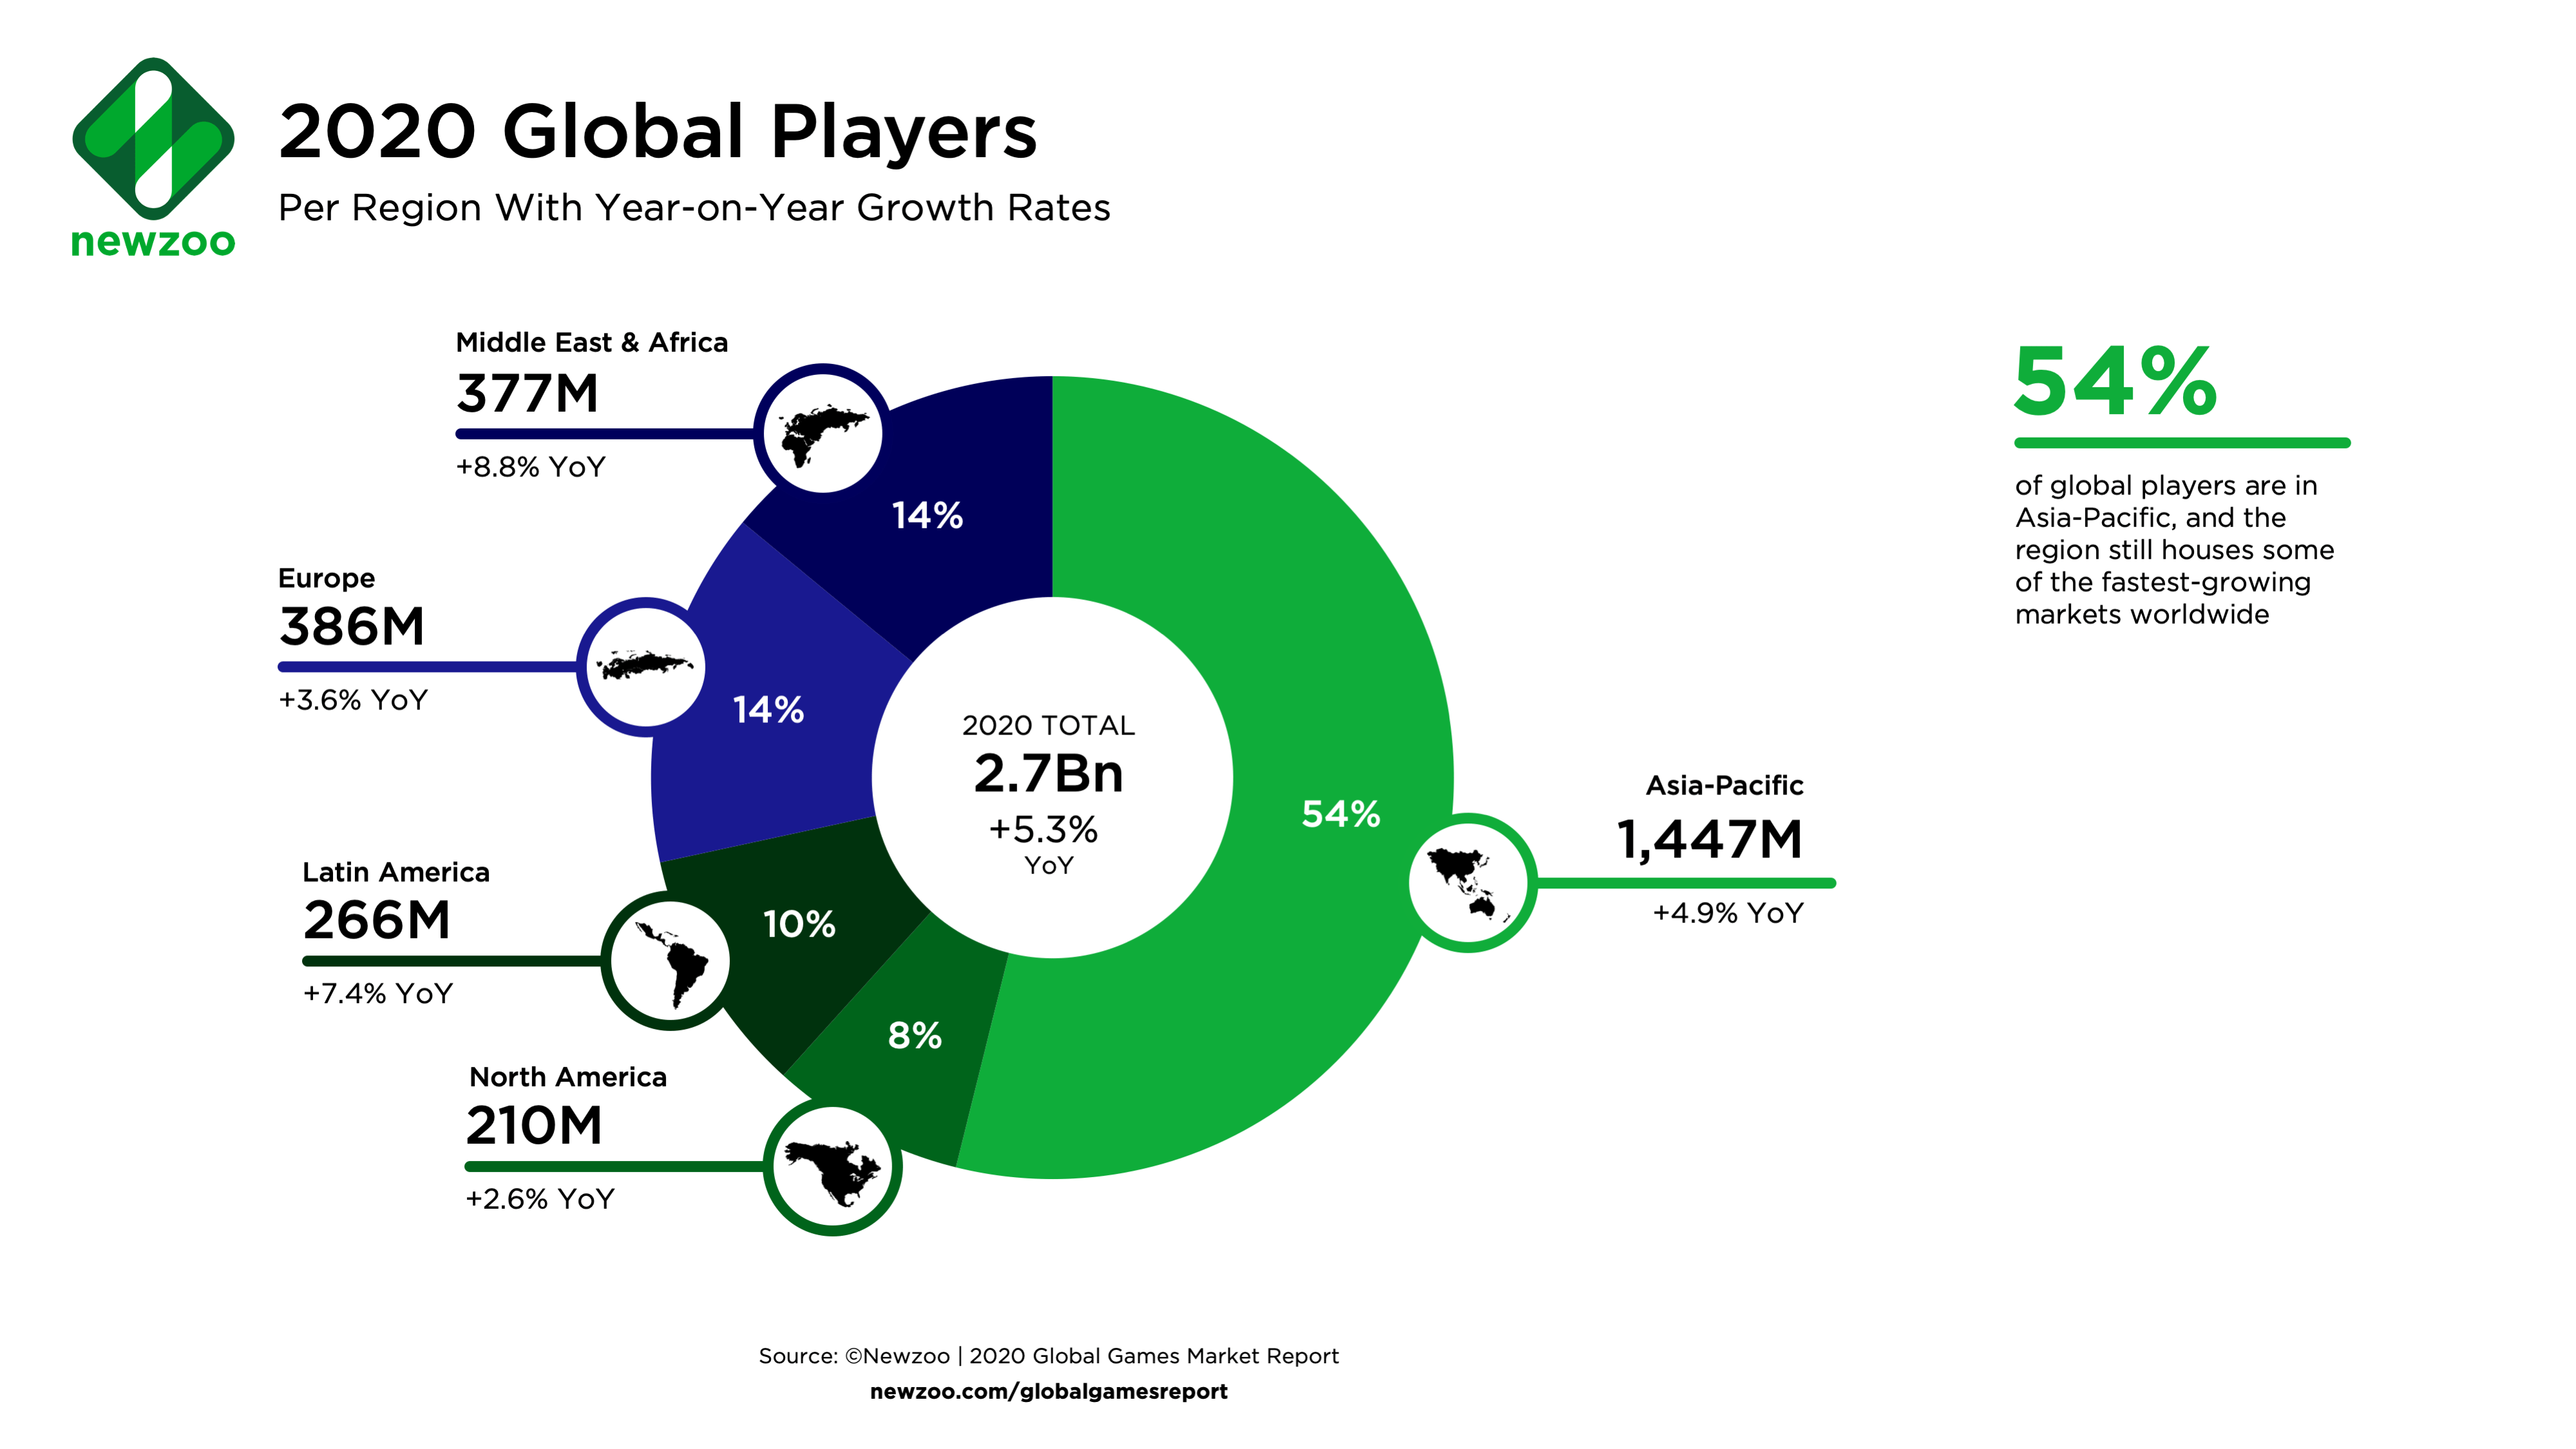 newzoo
2020 Global Players
Per Region With Year-on-Year Growth Rates
Middle East & Africa
377M
+8.8% YoY
14%
Europe
386M
+3.6% YoY
14%
Latin America
266M
+7.4% YoY
10%
North America
210M
+2.6% YoY
8%
2020 TOTAL
2.7Bn
+5.3%
YoY
54%
Asia-Pacific
1,447M
+4.9% YoY
54%
of global players are in
Asia-Pacific, and the
region still houses some
of the fastest-growing
markets worldwide
Source: ©Newzoo | 2020 Global Games Market Report
newzoo.com/globalgamesreport